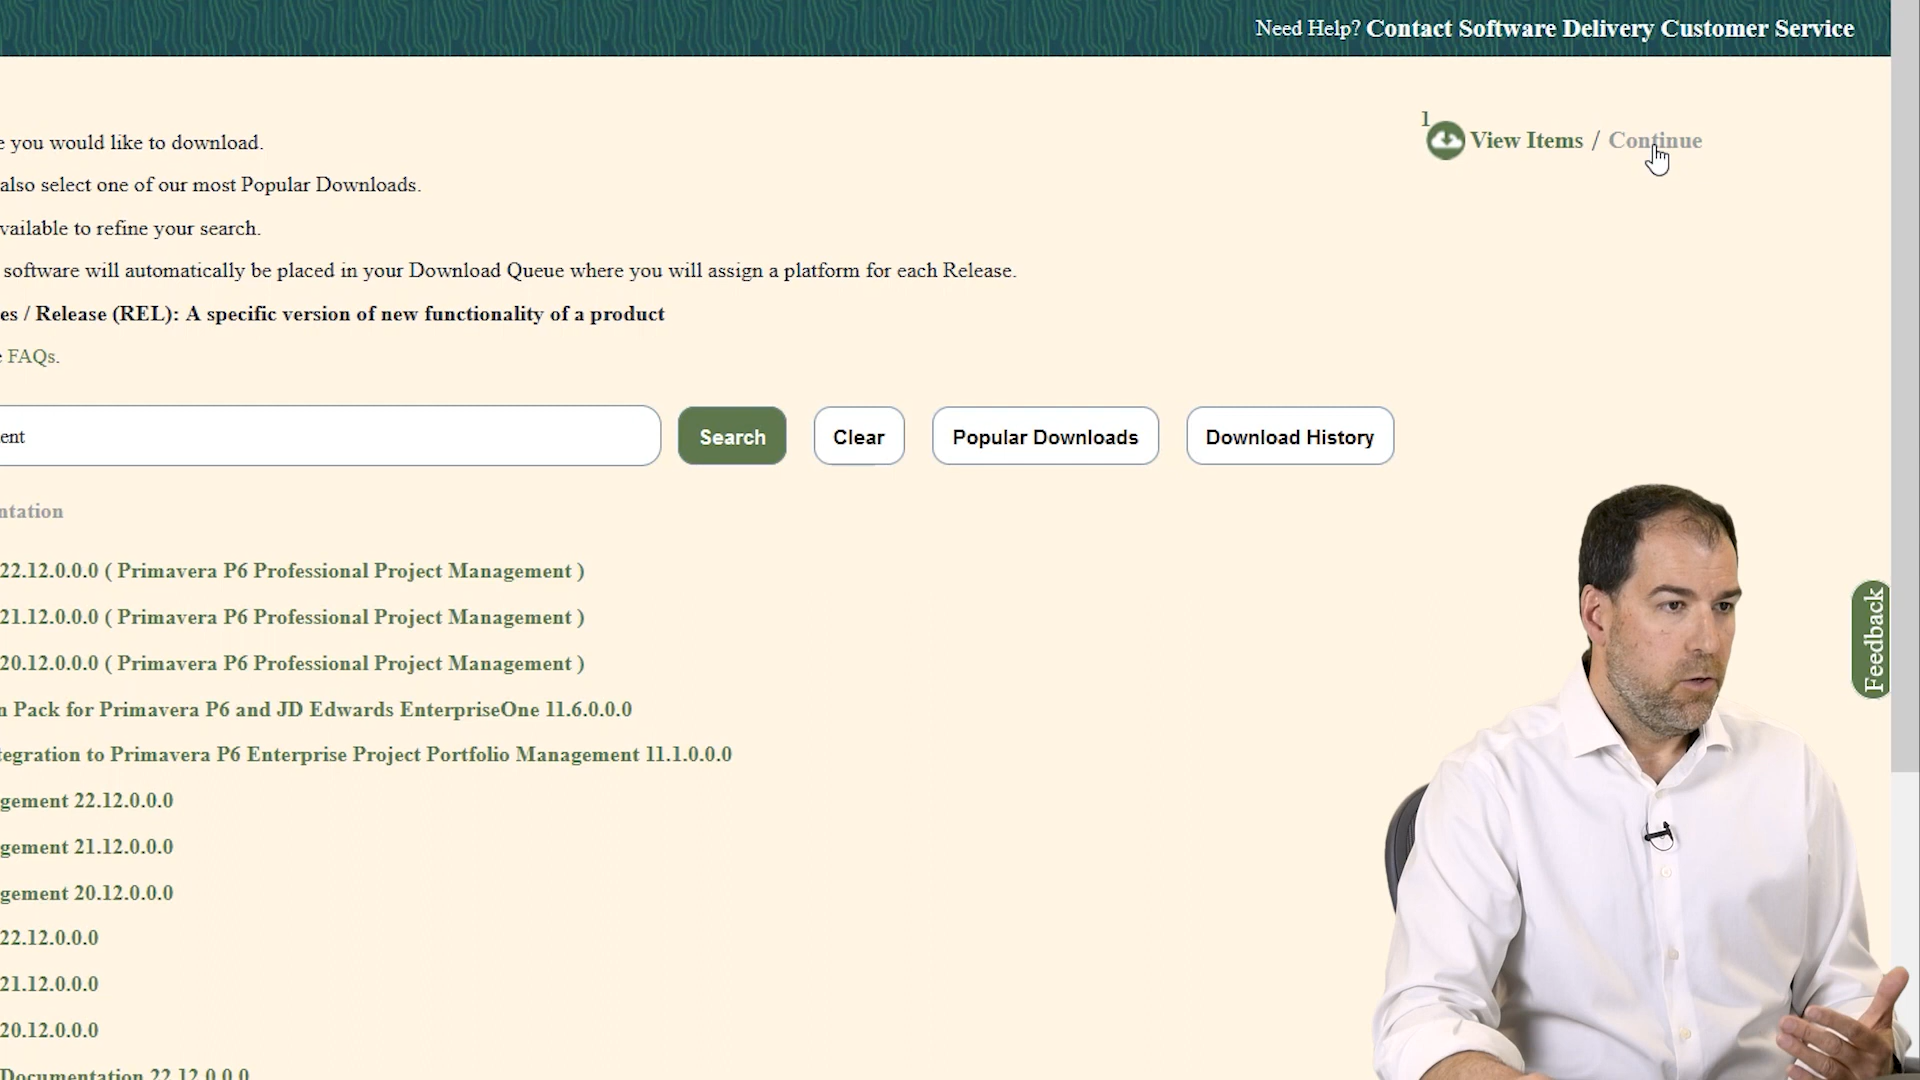 Need Help? Contact Software Delivery Customer Service
1
View Items / Continue
e you would like to download.
also select one of our most Popular Downloads.
vailable to refine your search.
software will automatically be placed in your Download Queue where you will assign a platform for each Release.
es / Release (REL): A specific version of new functionality of a product
e FAQs.
ent
Search
Clear
Popular Downloads
Download History
ntation
22.12.0.0.0 ( Primavera P6 Professional Project Management )
21.12.0.0.0 ( Primavera P6 Professional Project Management )
20.12.0.0.0 ( Primavera P6 Professional Project Management )
n Pack for Primavera P6 and JD Edwards EnterpriseOne 11.6.0.0.0
tegration to Primavera P6 Enterprise Project Portfolio Management 11.1.0.0.0
gement 22.12.0.0.0
gement 21.12.0.0.0
gement 20.12.0.0.0
22.12.0.0.0
21.12.0.0.0
20.12.0.0.0
Documentation 22.12.0.0.0
Feedback